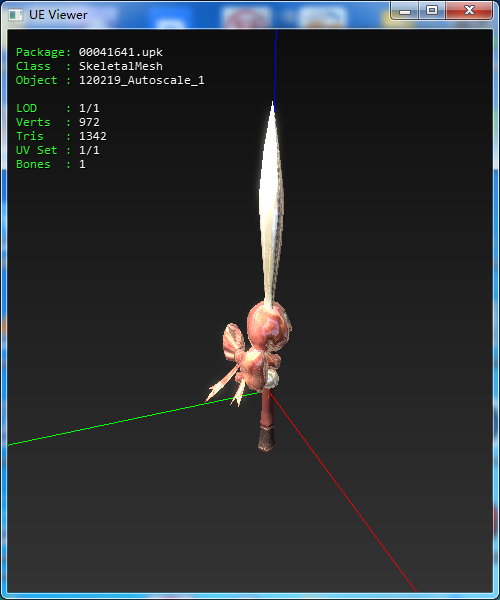 UE Viewer
Package: 00041641.upk
Class : SkeletalMesh
Object : 120219_Autoscale_1
LOD : 1/1
Verts : 972
Tris : 1342
UV Set : 1/1
Bones : 1